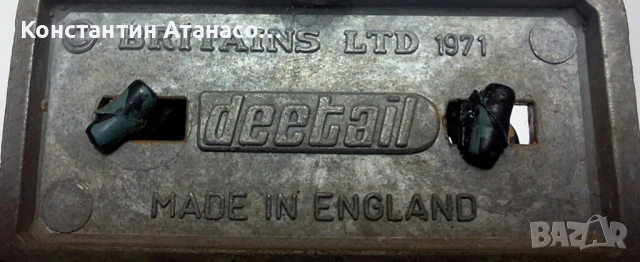 Константин Атанасо...
© BRITAINS LTD 1971
deetail
MADE IN ENGLAND
BAZAR